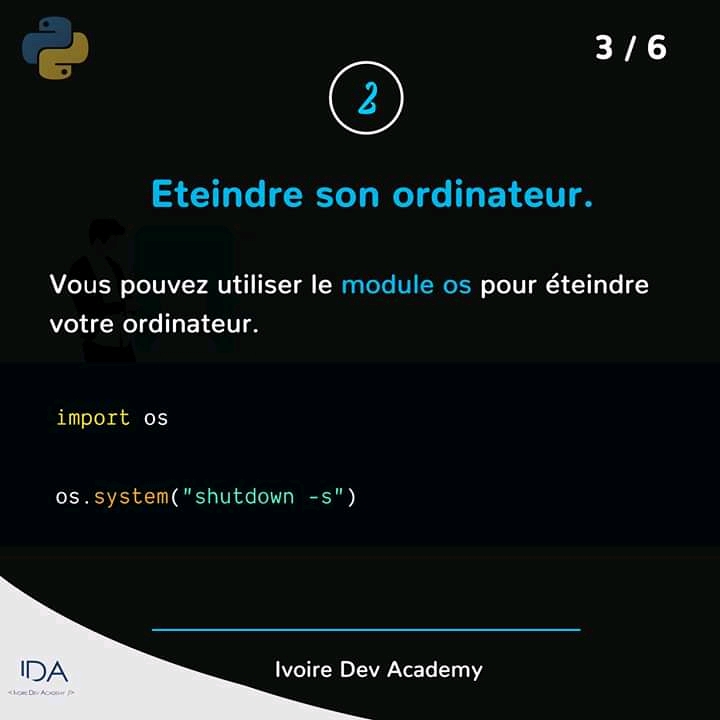 3 / 6
2
Eteindre son ordinateur.
Vous pouvez utiliser le module os pour éteindre
votre ordinateur.
import os
os.system("shutdown -s")
Ivoire Dev Academy
IDA
<Ivoire Dev Academy />